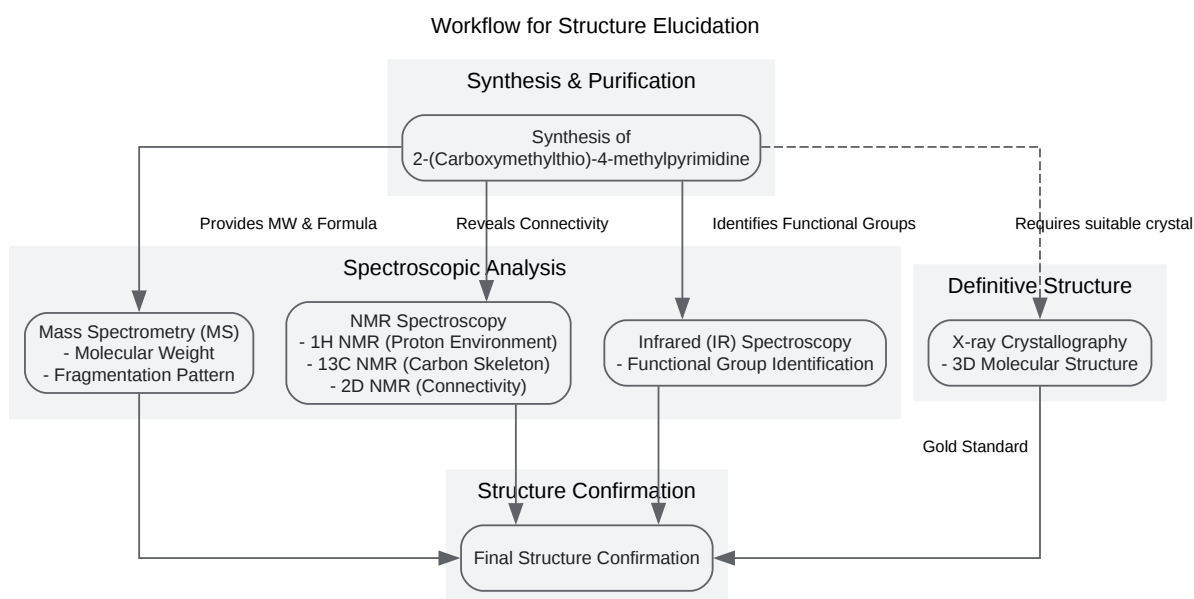 Workflow for Structure Elucidation
Synthesis & Purification
Synthesis of
2-(Carboxymethylthio)-4-methylpyrimidine
Provides MW & Formula
Reveals Connectivity
Identifies Functional Groups
Requires suitable crystal
Spectroscopic Analysis
Definitive Structure
Mass Spectrometry (MS)
- Molecular Weight
- Fragmentation Pattern
NMR Spectroscopy
- 1H NMR (Proton Environment)
- 13C NMR (Carbon Skeleton)
- 2D NMR (Connectivity)
Infrared (IR) Spectroscopy
- Functional Group Identification
X-ray Crystallography
- 3D Molecular Structure
Gold Standard
Structure Confirmation
Final Structure Confirmation